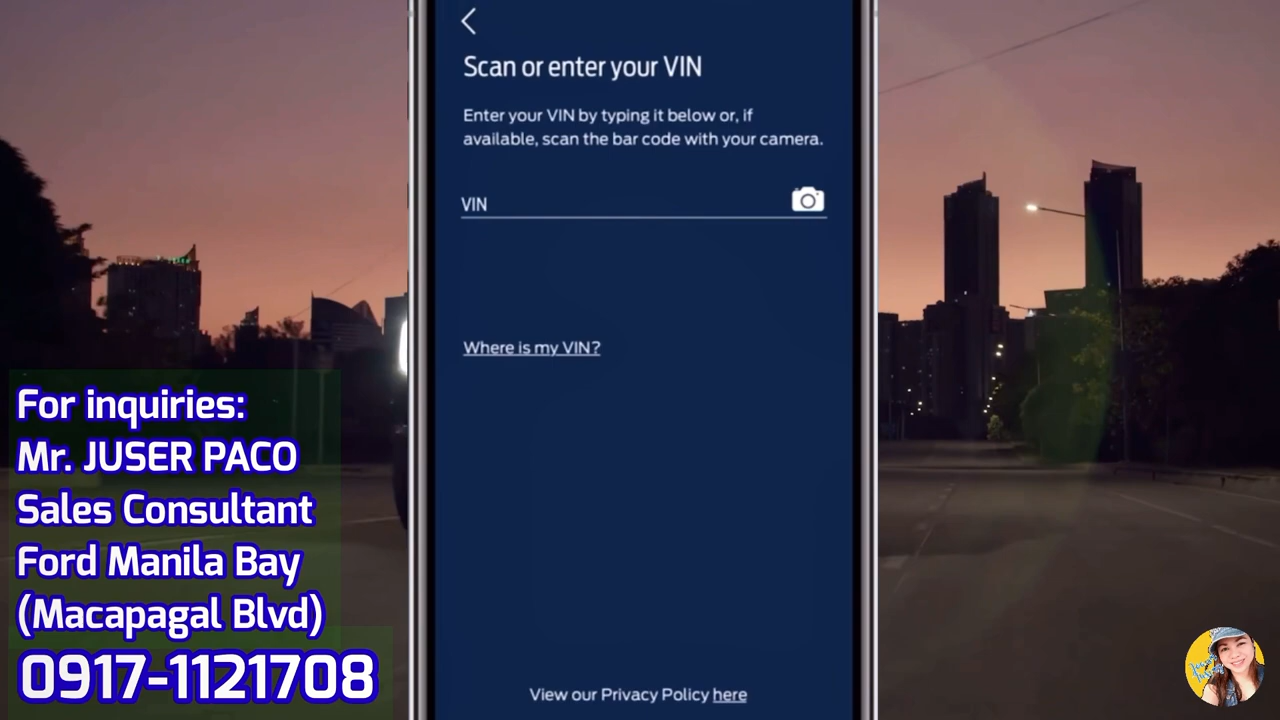 Scan or enter your VIN
Enter your VIN by typing it below or, if
available, scan the bar code with your camera.
VIN
Where is my VIN?
View our Privacy Policy here
For inquiries:
Mr. JUSER PACO
Sales Consultant
Ford Manila Bay
(Macapagal Blvd)
0917-1121708